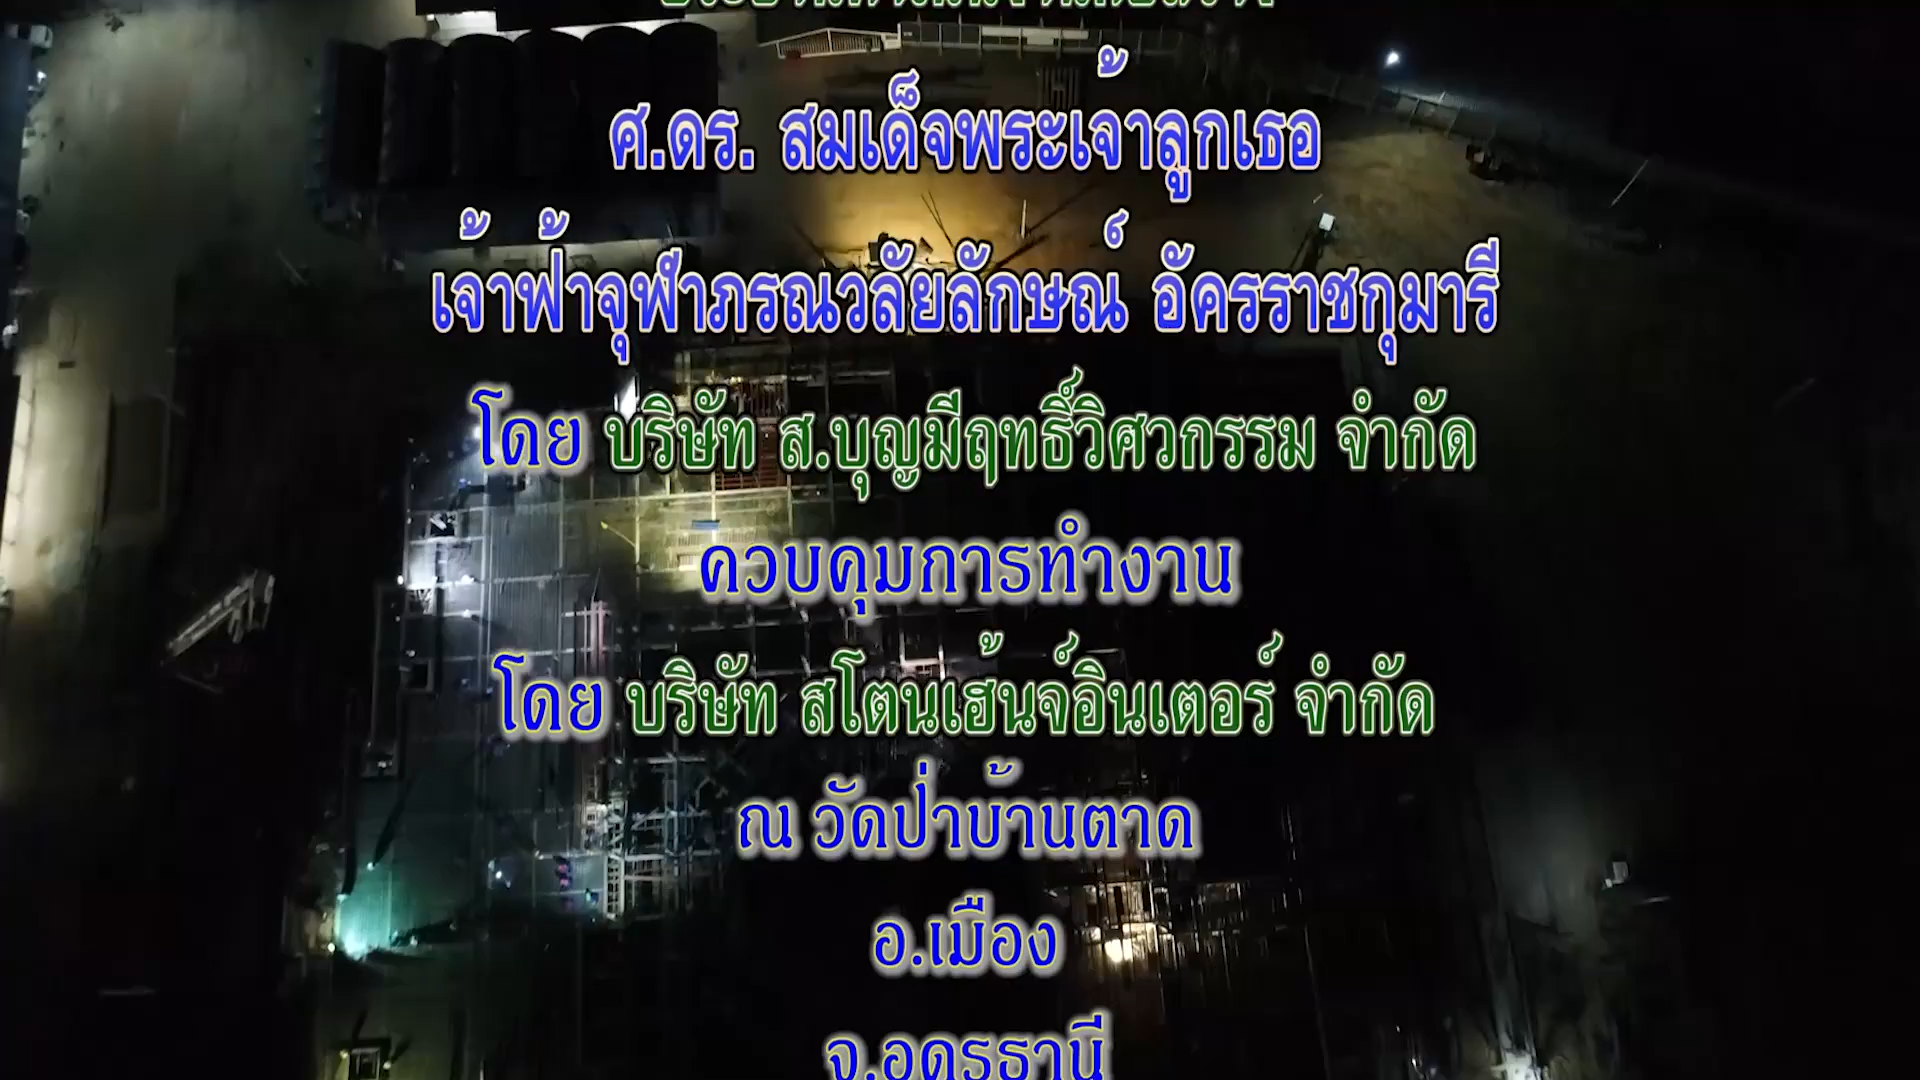 ศ.ดร. สมเด็จพระเจ้าลูกเธอ
เจ้าฟ้าจุฬาภรณวลัยลักษณ์ อัครราชกุมารี
โดย บริษัท ส.บุญมีฤทธิ์วิศวกรรม จำกัด
ควบคุมการทำงาน
โดย บริษัท สโตนเฮ้นจ์อินเตอร์ จำกัด
ณ วัดป่าบ้านตาด
อ.เมือง
จ.อุดรธานี